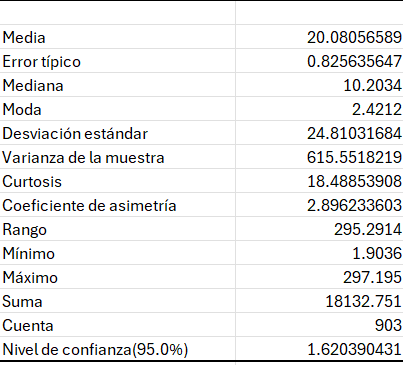 Media 20.08056589
Error típico 0.825635647
Mediana 10.2034
Moda 2.4212
Desviación estándar 24.81031684
Varianza de la muestra 615.5518219
Curtosis 18.48853908
Coeficiente de asimetría 2.896233603
Rango 295.2914
Mínimo 1.9036
Máximo 297.195
Suma 18132.751
Cuenta 903
Nivel de confianza(95.0%) 1.620390431